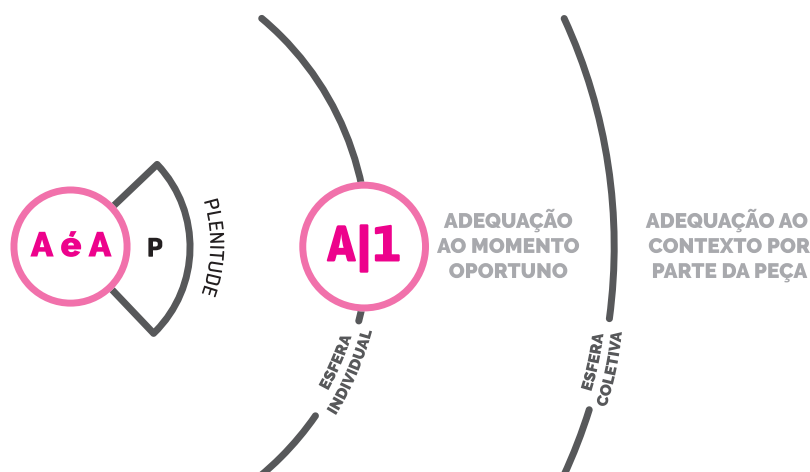 A é A
P
PLENITUDE
A|1
ESFERA
INDIVIDUAL
ADEQUAÇÃO
AO MOMENTO
OPORTUNO
ESFERA
COLETIVA
ADEQUAÇÃO AO
CONTEXTO POR
PARTE DA PEÇA